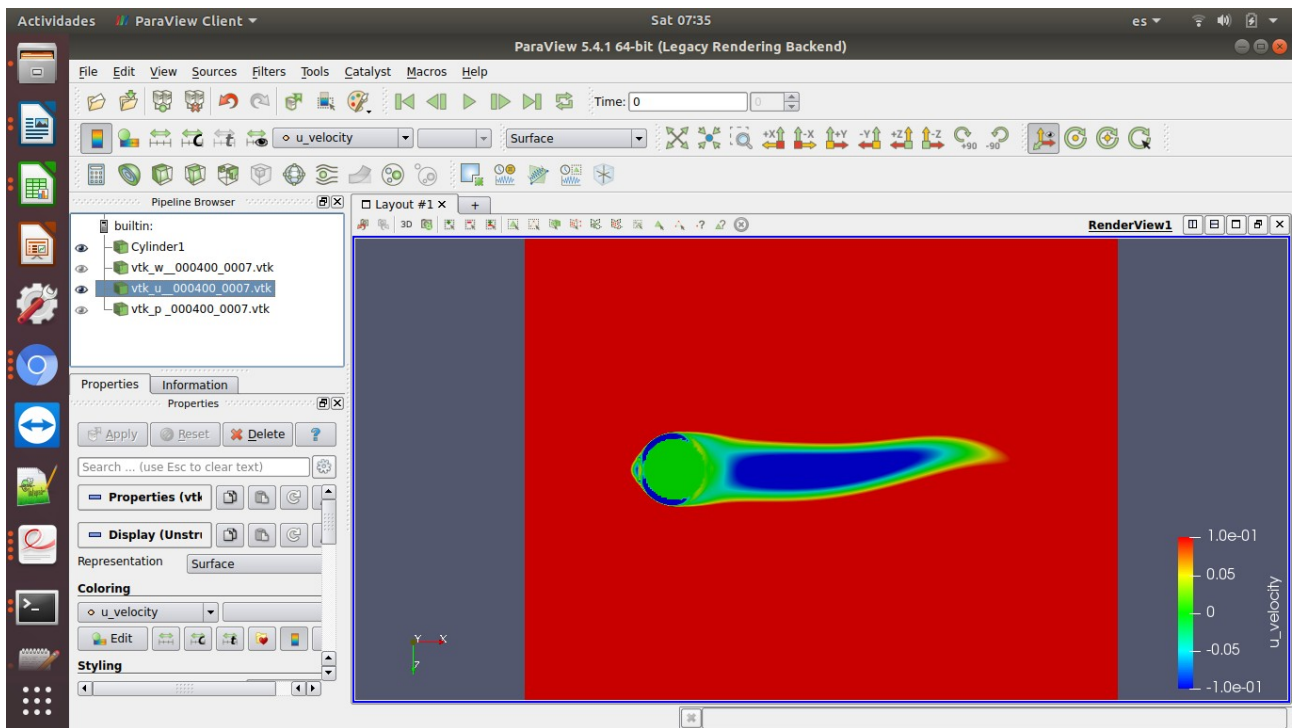 Actividades ParaView Client Sat 07:35 es
ParaView 5.4.1 64-bit (Legacy Rendering Backend)
File Edit View Sources Filters Tools Catalyst Macros Help
Time: 0 0
u_velocity Surface +X -X +Y -Y +Z -Z +90 -90
Pipeline Browser Layout #1 +
3D RenderView1
builtin:
Cylinder1
vtk_w__000400_0007.vtk
vtk_u__000400_0007.vtk
vtk_p _000400_0007.vtk
Properties Information
Properties
Apply Reset Delete ?
Search ... (use Esc to clear text)
Properties (vtk
Display (Unstru
Representation Surface
Coloring
u_velocity
Edit
Styling
Y X
Z
1.0e-01
0.05
0
-0.05
-1.0e-01
u_velocity